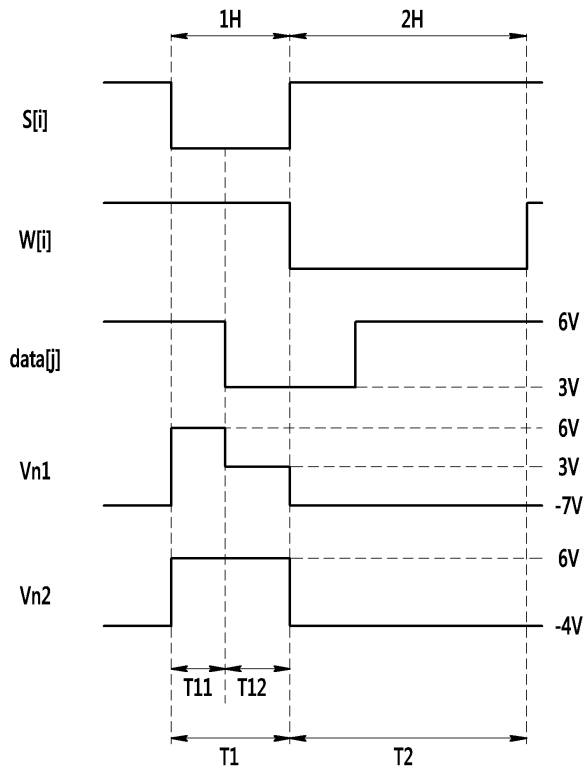 1H 2H
S[i]
W[i]
6V
data[j]
3V
6V
Vn1
3V
-7V
6V
Vn2
-4V
T11 T12
T1 T2